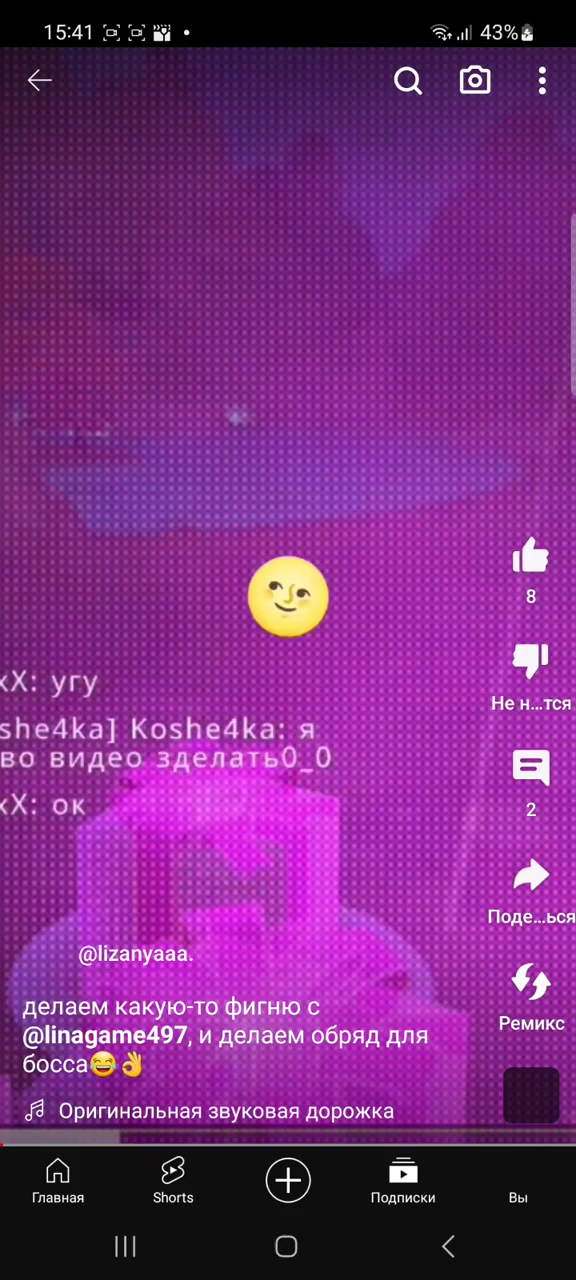 15:41
43%
xX: угу
she4ka] Koshe4ka: я
во видео зделать0_0
xX: ок
8
Не н...тся
2
Поде...ься
Ремикс
@lizanyaaa.
делаем какую-то фигню с
@linagame497, и делаем обряд для
босса😂👌
Оригинальная звуковая дорожка
Главная
Shorts
Подписки
Вы